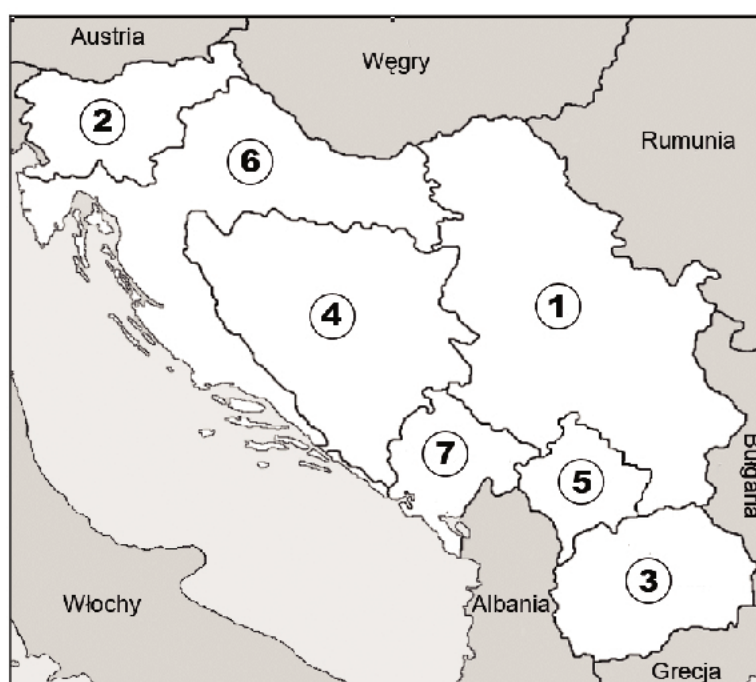 Austria
Węgry
2
Rumunia
6
1
4
Bułgaria
7
5
3
Włochy
Albania
Grecja